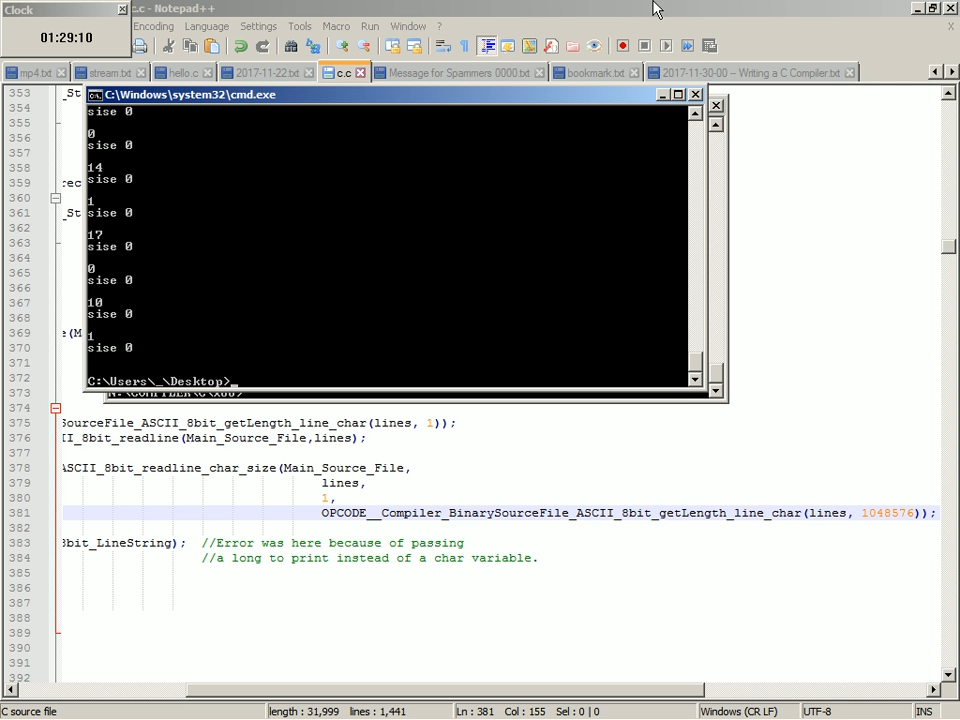 Clock
01:29:10
c.c - Notepad++
Encoding Language Settings Tools Macro Run Window ?
X
mp4.txt stream.txt hello.c 2017-11-22.txt c.c Message for Spammers 0000.txt bookmark.txt 2017-11-30-00 – Writing a C Compiler.txt
C:\Windows\system32\cmd.exe
sise 0
0
sise 0
14
sise 0
1
sise 0
17
sise 0
0
sise 0
10
sise 0
1
sise 0
C:\Users\_\Desktop>_
353 _St
354
355
356
357
358
359 rec
360
361 _St
362
363
364
365
366
367
368
369 e(M
370
371
372
373
374
375 SourceFile_ASCII_8bit_getLength_line_char(lines, 1));
376 II_8bit_readline(Main_Source_File,lines);
377
378 ASCII_8bit_readline_char_size(Main_Source_File,
379 lines,
380 1,
381 OPCODE__Compiler_BinarySourceFile_ASCII_8bit_getLength_line_char(lines, 1048576));
382
383 8bit_LineString); //Error was here because of passing
384 //a long to print instead of a char variable.
385
386
387
388
389
390
391
392
C source file length : 31,999 lines : 1,441 Ln : 381 Col : 155 Sel : 0 | 0 Windows (CR LF) UTF-8 INS